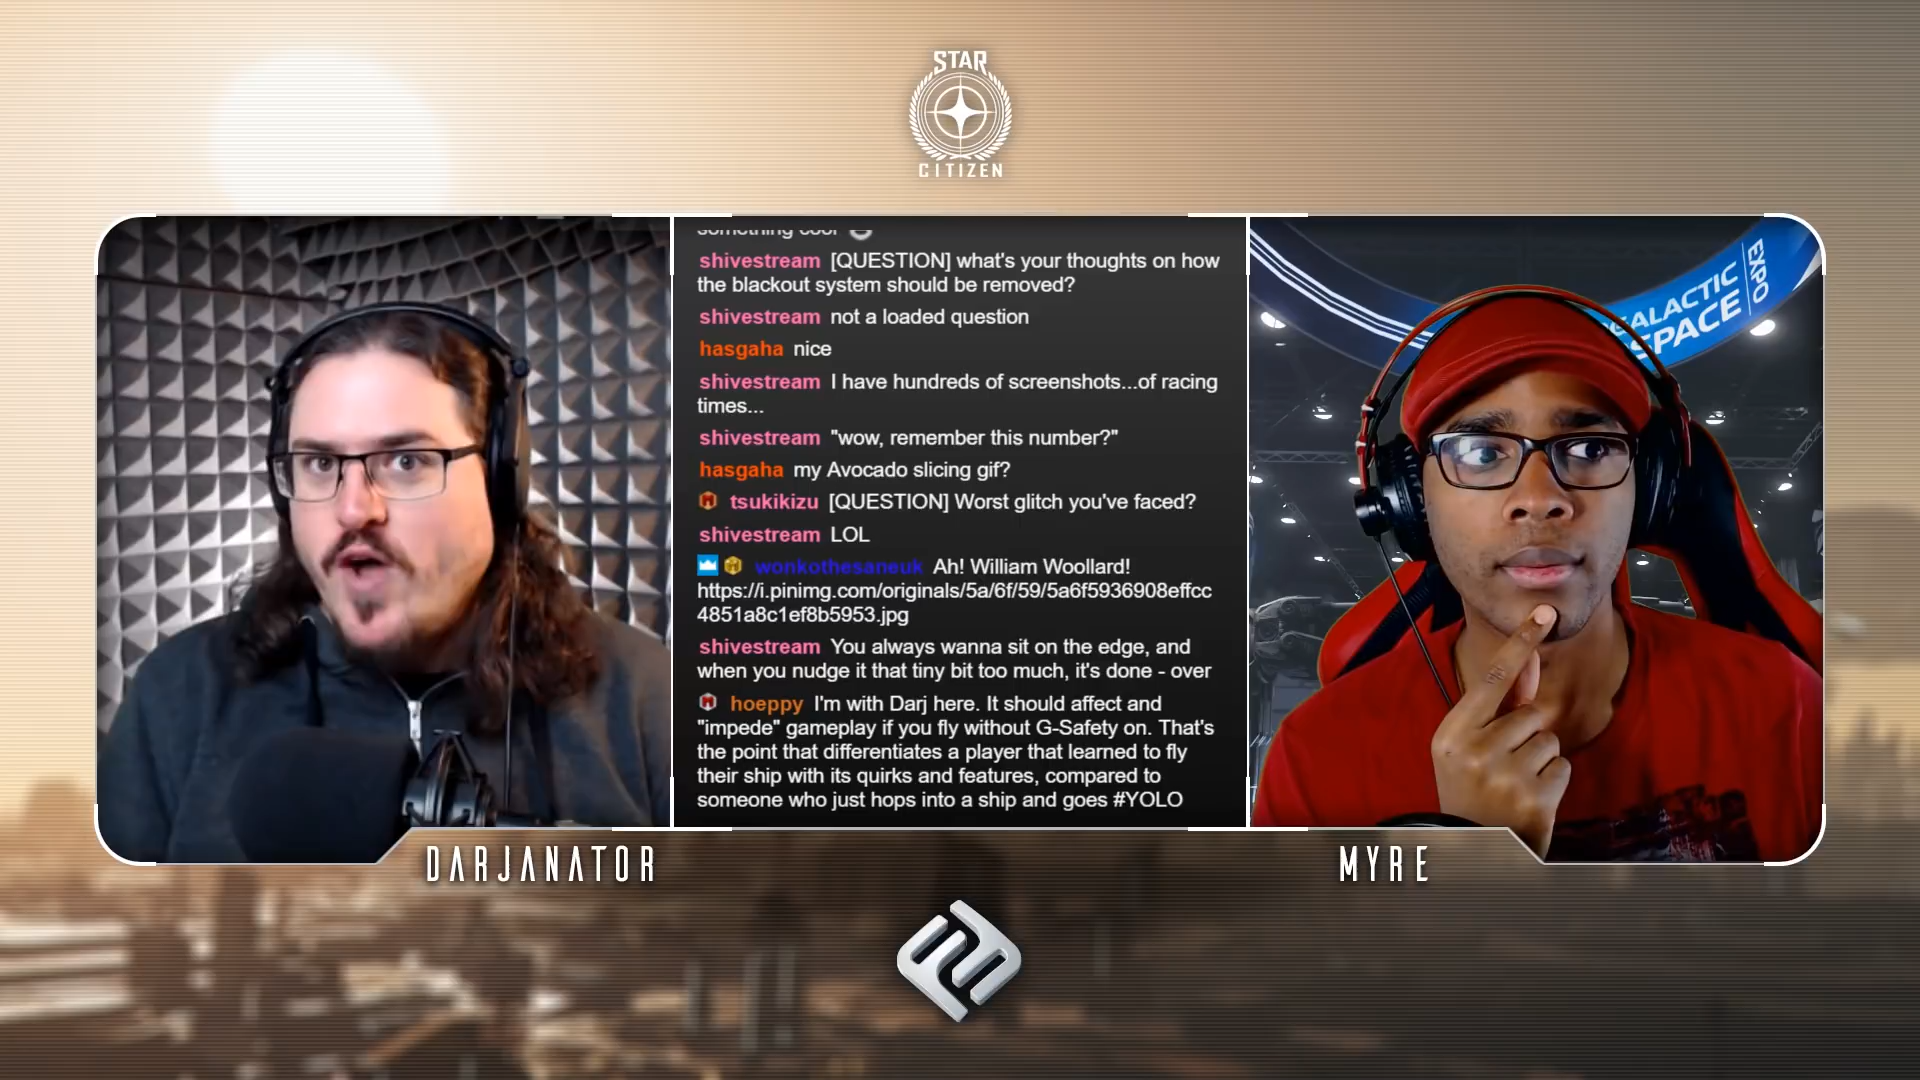 STAR
CITIZEN
something cool
shivestream [QUESTION] what's your thoughts on how
the blackout system should be removed?
shivestream not a loaded question
hasgaha nice
shivestream I have hundreds of screenshots...of racing
times...
shivestream "wow, remember this number?"
hasgaha my Avocado slicing gif?
tsukikizu [QUESTION] Worst glitch you've faced?
shivestream LOL
wonkothesaneuk Ah! William Woollard!
https://i.pinimg.com/originals/5a/6f/59/5a6f5936908effcc
4851a8c1ef8b5953.jpg
shivestream You always wanna sit on the edge, and
when you nudge it that tiny bit too much, it's done - over
hoeppy I'm with Darj here. It should affect and
"impede" gameplay if you fly without G-Safety on. That's
the point that differentiates a player that learned to fly
their ship with its quirks and features, compared to
someone who just hops into a ship and goes #YOLO
SPACE
EXPO
DARJANATOR
MYRE